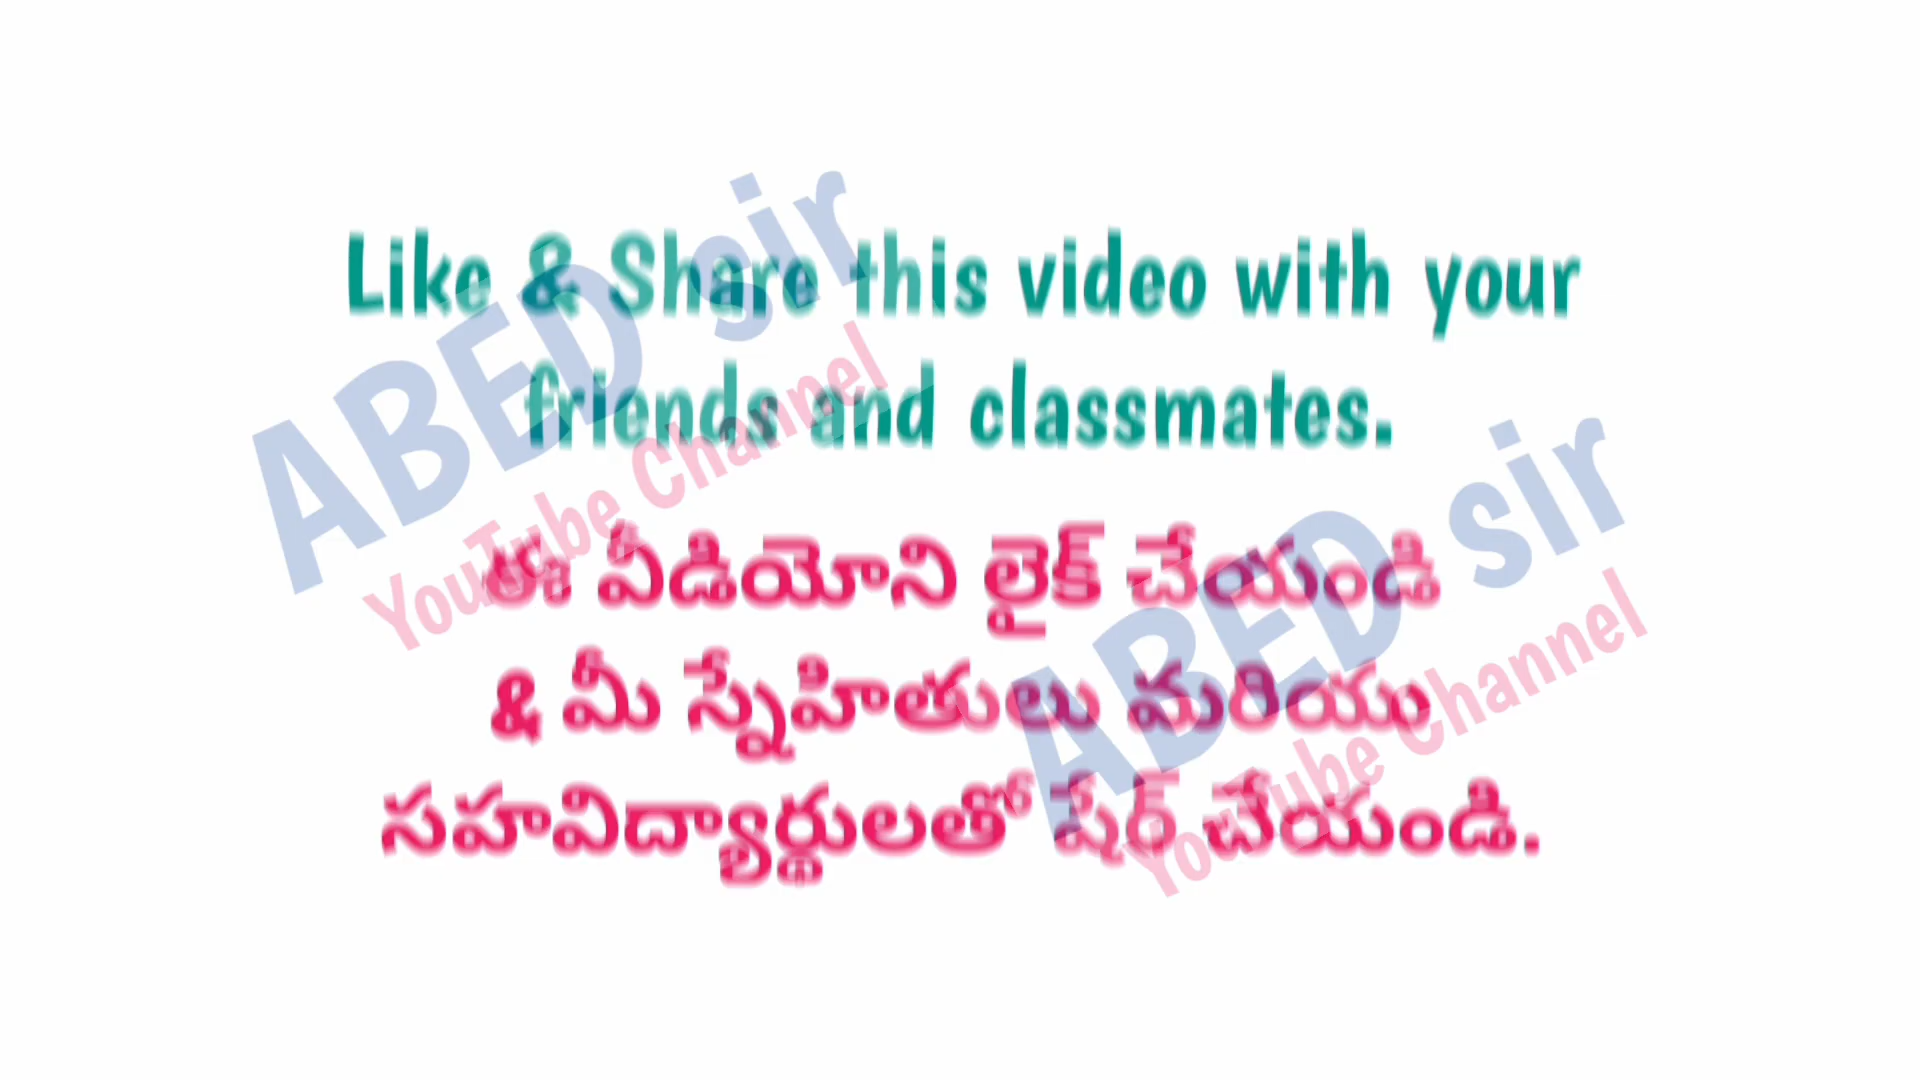 Like & Share this video with your
friends and classmates.
ఈ వీడియోని లైక్ చేయండి
& మీ స్నేహితులు మరియు
సహవిద్యార్థులతో షేర్ చేయండి.
ABED sir
YouTube Channel
ABED sir
YouTube Channel